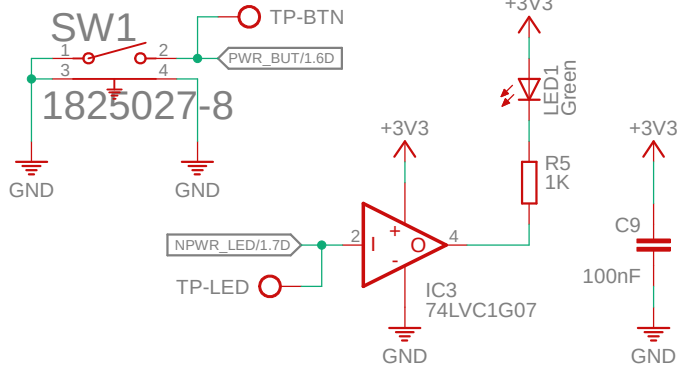 +3V3
TP-BTN
SW1
1
2
PWR_BUT/1.6D
3
4
1825027-8
LED1
Green
+3V3
+3V3
R5
1K
GND
GND
C9
NPWR_LED/1.7D
2
I
+
-
O
4
100nF
TP-LED
IC3
74LVC1G07
GND
GND